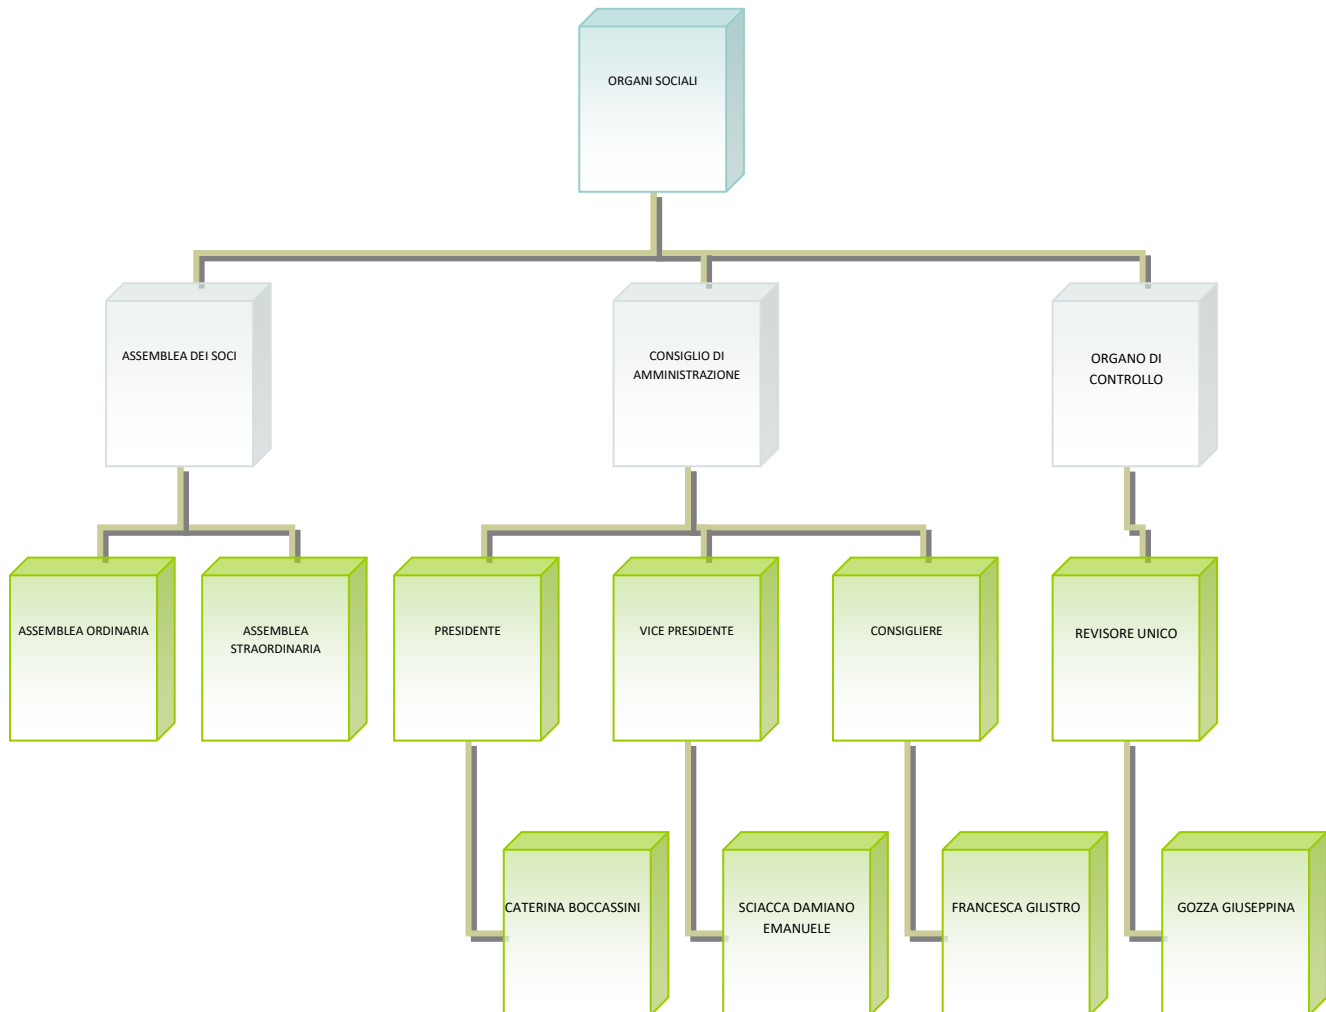 ORGANI SOCIALI
ASSEMBLEA DEI SOCI
CONSIGLIO DI
AMMINISTRAZIONE
ORGANO DI
CONTROLLO
ASSEMBLEA ORDINARIA
ASSEMBLEA
STRAORDINARIA
PRESIDENTE
VICE PRESIDENTE
CONSIGLIERE
REVISORE UNICO
CATERINA BOCCASSINI
SCIACCA DAMIANO
EMANUELE
FRANCESCA GILISTRO
GOZZA GIUSEPPINA